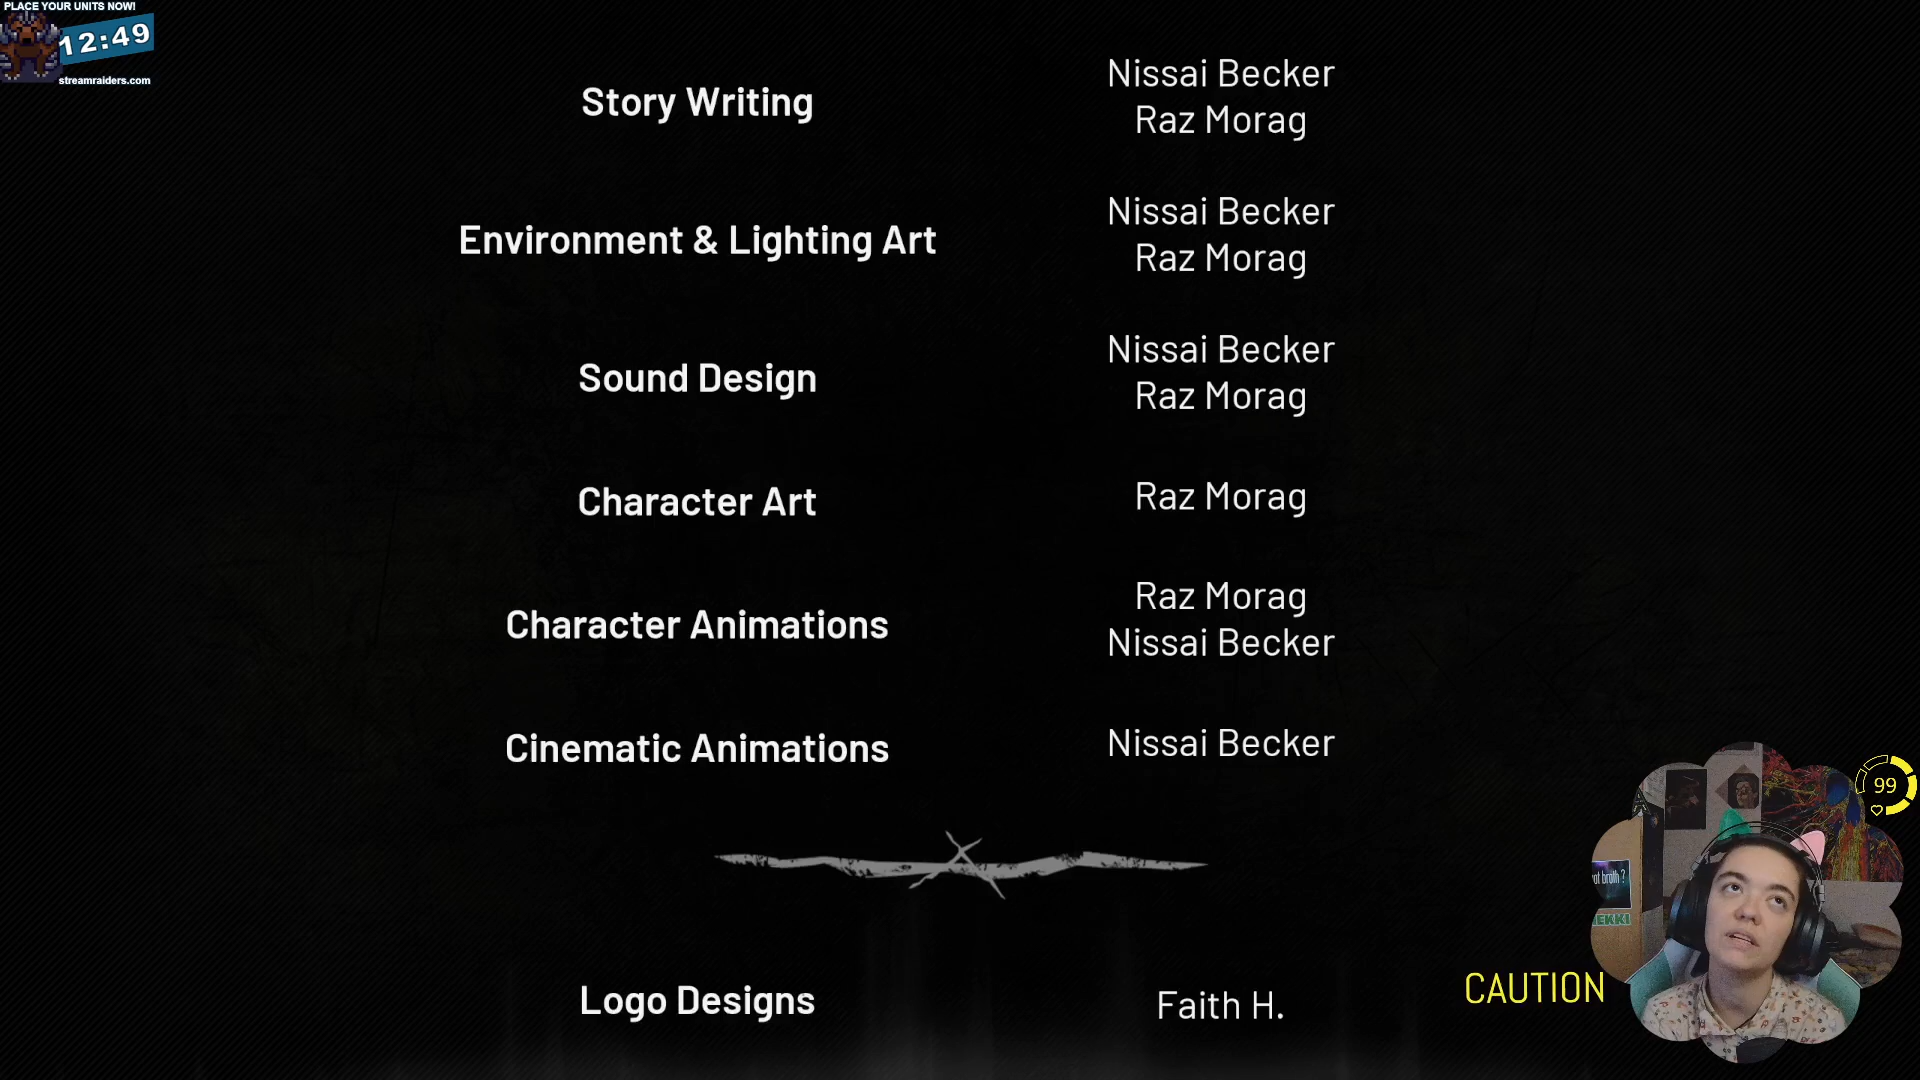 PLACE YOUR UNITS NOW!
12:49
streamraiders.com
Story Writing
Nissai Becker
Raz Morag
Environment & Lighting Art
Nissai Becker
Raz Morag
Sound Design
Nissai Becker
Raz Morag
Character Art
Raz Morag
Character Animations
Raz Morag
Nissai Becker
Cinematic Animations
Nissai Becker
Logo Designs
Faith H.
99
broth ?
EKKI
CAUTION